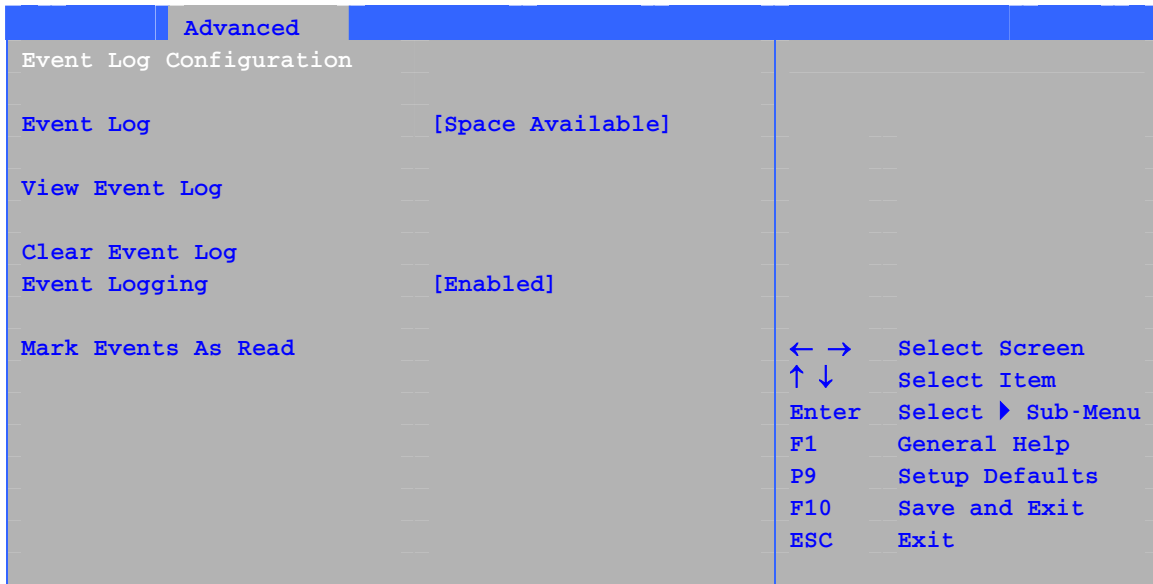 Advanced
Event Log Configuration
Event Log [Space Available]
View Event Log
Clear Event Log
Event Logging [Enabled]
Mark Events As Read
← → Select Screen
↑ ↓ Select Item
Enter Select ▶ Sub-Menu
F1 General Help
P9 Setup Defaults
F10 Save and Exit
ESC Exit